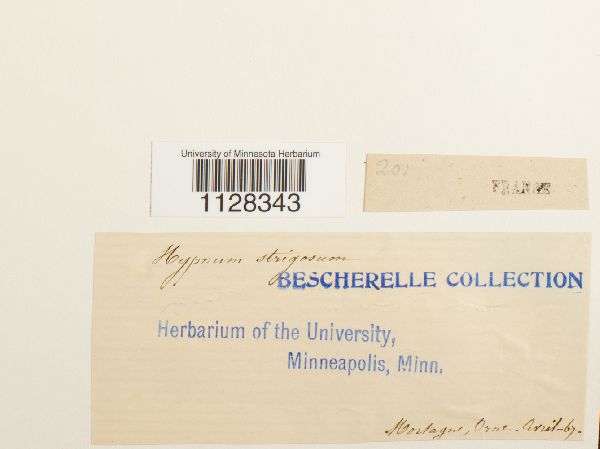 University of Minnesota Herbarium
1128343
201
FRANCE
Hypnum strigosum
BESCHERELLE COLLECTION
Herbarium of the University,
Minneapolis, Minn.
Mortagne, Orne. Avril-67.